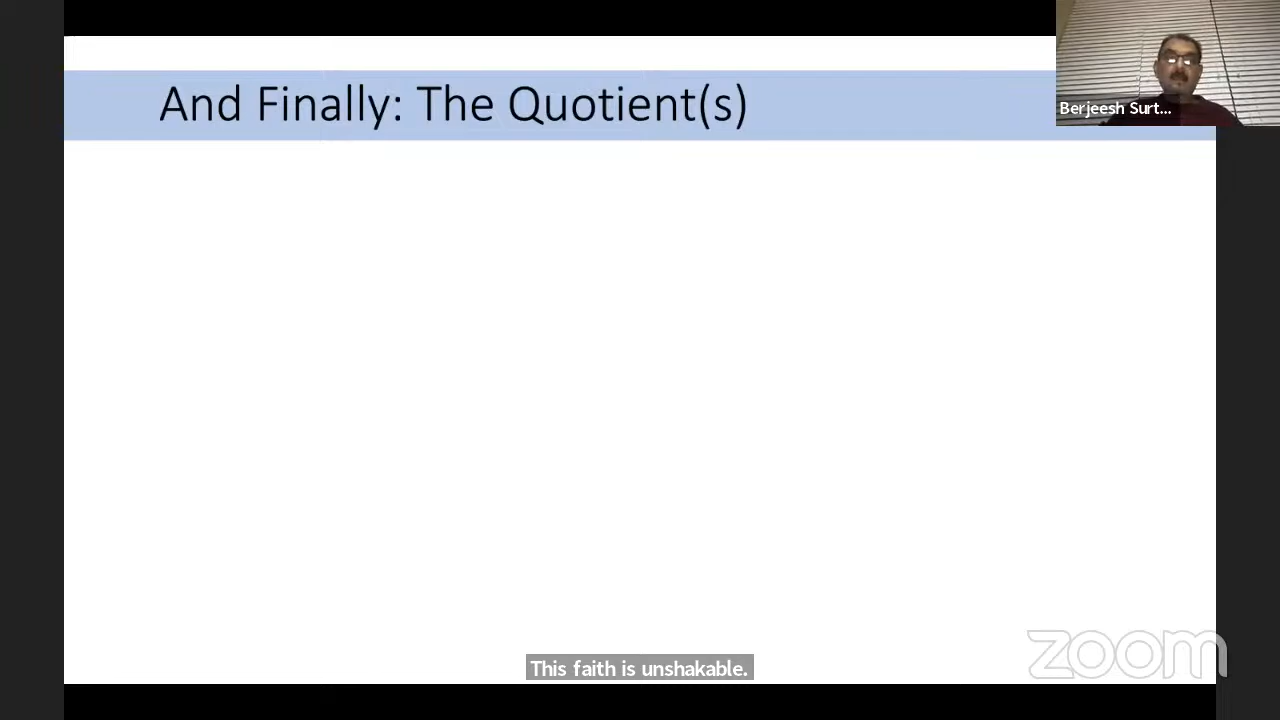 And Finally: The Quotient(s)
Berjeesh Surt...
This faith is unshakable.
zoom